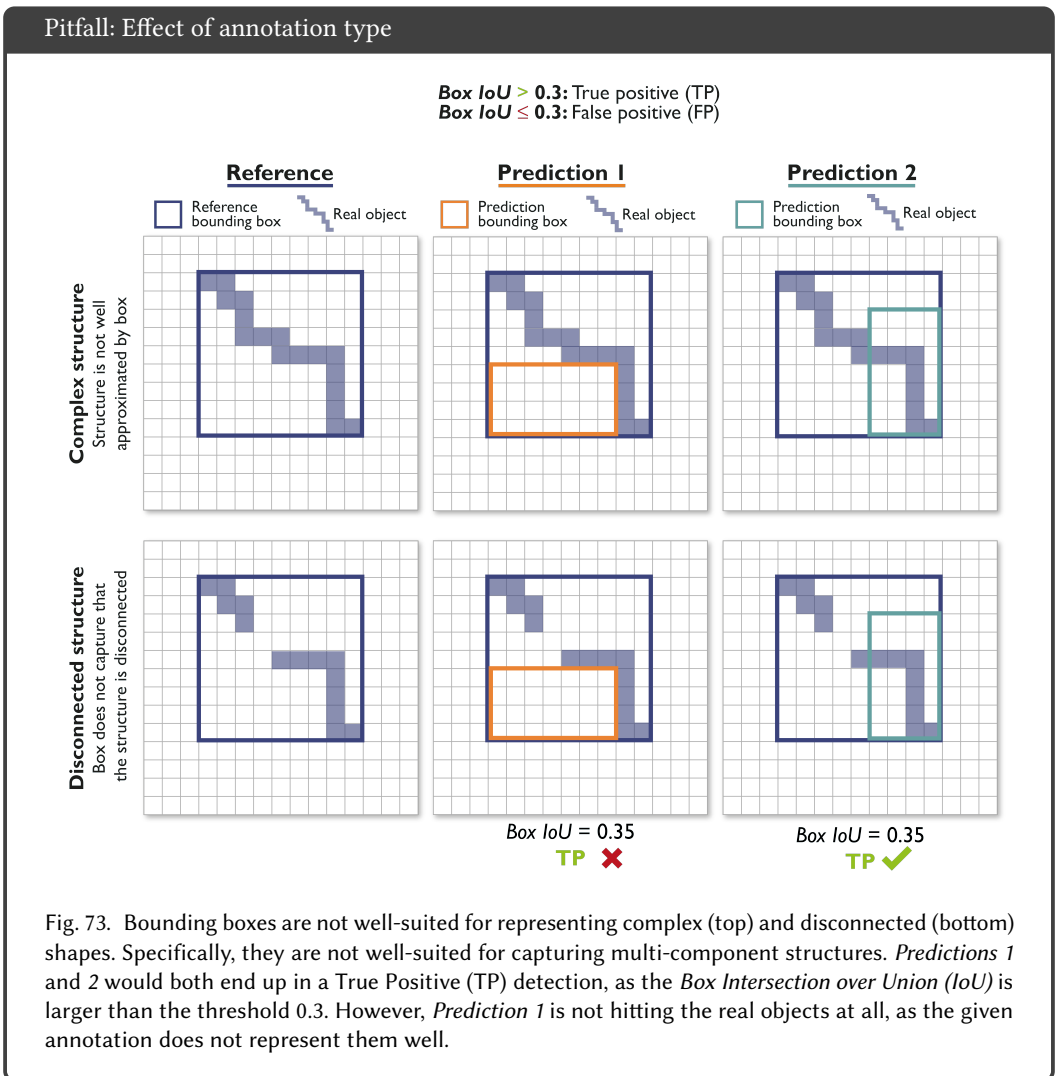 Pitfall: Effect of annotation type
Box IoU > 0.3: True positive (TP)
Box IoU ≤ 0.3: False positive (FP)
Reference
Prediction 1
Prediction 2
Reference
bounding box
Real object
Prediction
bounding box
Real object
Prediction
bounding box
Real object
Complex structure
Structure is not well
approximated by box
Disconnected structure
Box does not capture that
the structure is disconnected
Box IoU = 0.35
TP
Box IoU = 0.35
TP
Fig. 73. Bounding boxes are not well-suited for representing complex (top) and disconnected (bottom)
shapes. Specifically, they are not well-suited for capturing multi-component structures. Predictions 1
and 2 would both end up in a True Positive (TP) detection, as the Box Intersection over Union (IoU) is
larger than the threshold 0.3. However, Prediction 1 is not hitting the real objects at all, as the given
annotation does not represent them well.